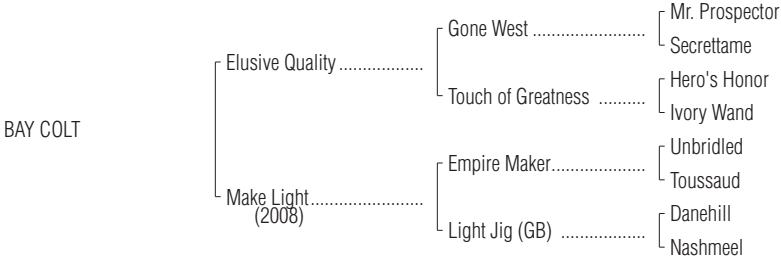 Mr. Prospector
Gone West ........................
Secrettame
Elusive Quality ..................
Hero's Honor
Touch of Greatness ..........
Ivory Wand
BAY COLT
Unbridled
Empire Maker....................
Toussaud
Make Light........................
(2008)
Danehill
Light Jig (GB) ..................
Nashmeel